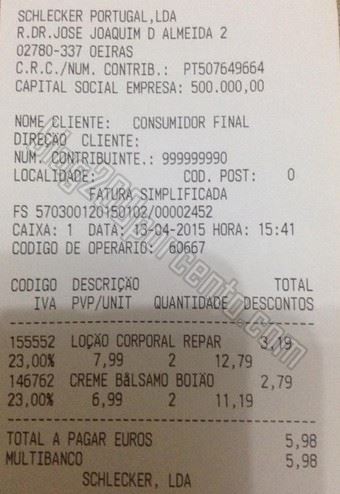 SCHLECKER PORTUGAL,LDA
R.DR.JOSE JOAQUIM D ALMEIDA 2
02780-337 OEIRAS
C.R.C./NUM. CONTRIB.: PT507649664
CAPITAL SOCIAL EMPRESA: 500.000,00
NOME CLIENTE: CONSUMIDOR FINAL
DIREÇÃO CLIENTE:
NUM. CONTRIBUINTE.: 999999990
LOCALIDADE: COD. POST: 0
FATURA SIMPLIFICADA
FS 570300120150102/00002452
CAIXA: 1 DATA: 13-04-2015 HORA: 15:41
CODIGO DE OPERÁRIO: 60667
CODIGO DESCRIÇÃO TOTAL
IVA PVP/UNIT QUANTIDADE DESCONTOS
155552 LOÇÃO CORPORAL REPAR 3,19
23,00% 7,99 2 12,79
146762 CREME BÁLSAMO BOIÃO 2,79
23,00% 6,99 2 11,19
TOTAL A PAGAR EUROS 5,98
MULTIBANCO 5,98
SCHLECKER, LDA